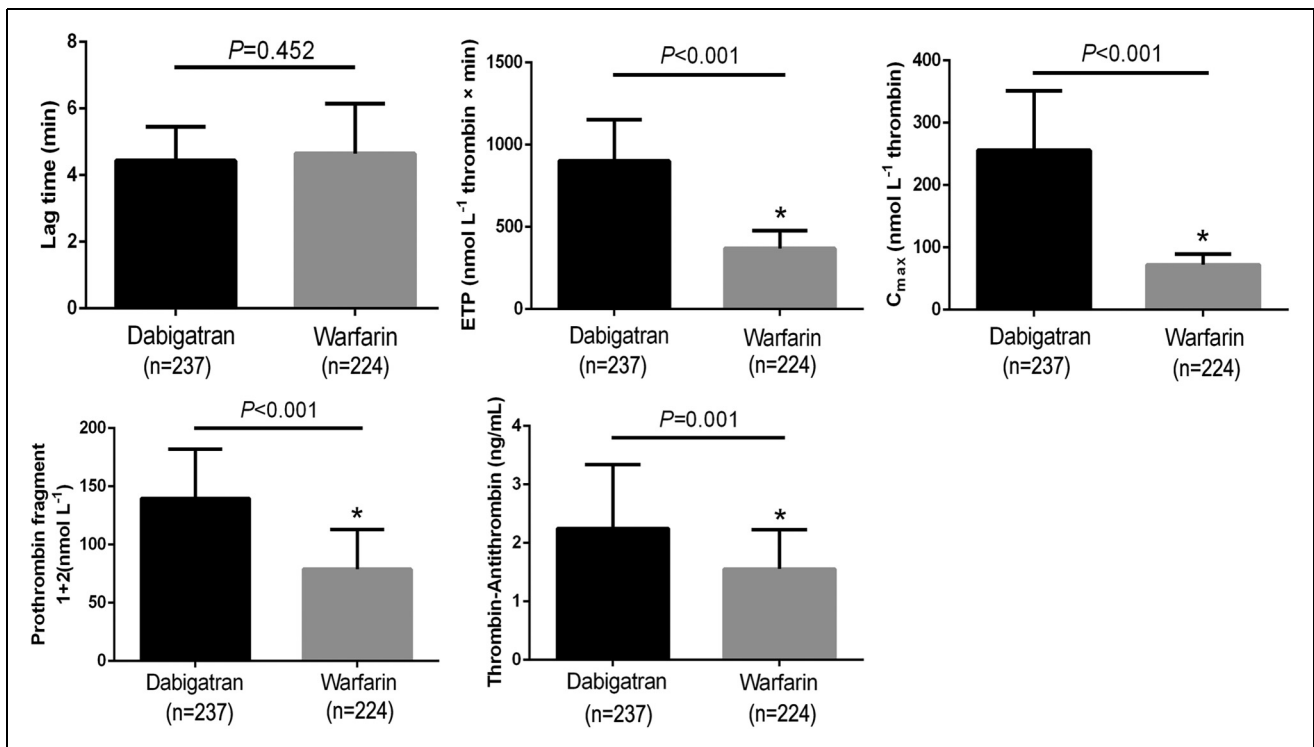 P=0.452
Lag time (min)
8
6
4
2
0
Dabigatran
(n=237)
Warfarin
(n=224)
P<0.001
ETP (nmol L⁻¹ thrombin × min)
1500
1000
500
0
*
Dabigatran
(n=237)
Warfarin
(n=224)
P<0.001
Cmax (nmol L⁻¹ thrombin)
400
300
200
100
0
*
Dabigatran
(n=237)
Warfarin
(n=224)
P<0.001
Prothrombin fragment
1+2(nmol L⁻¹)
200
150
100
50
0
*
Dabigatran
(n=237)
Warfarin
(n=224)
P=0.001
Thrombin-Antithrombin (ng/mL)
4
3
2
1
0
*
Dabigatran
(n=237)
Warfarin
(n=224)